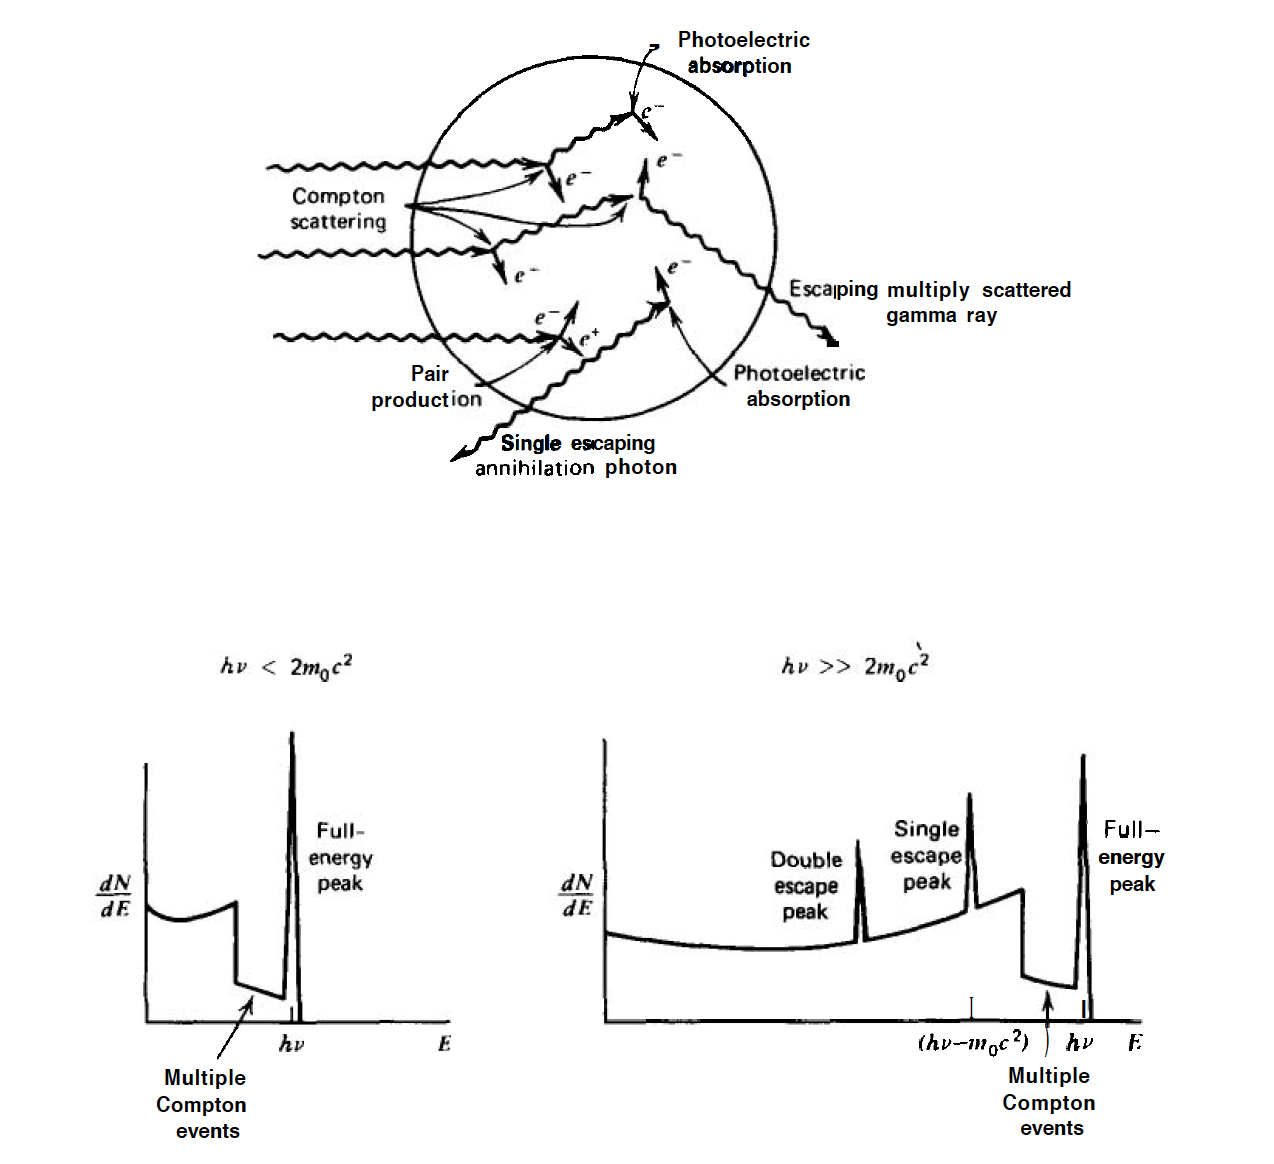 Photoelectric
absorption
e⁻
e⁻
e⁻
Compton
scattering
e⁻
e⁻
Escaping multiply scattered
gamma ray
e⁻
e⁺
Pair
production
Photoelectric
absorption
Single escaping
annihilation photon
hν < 2m₀c²
hν >> 2m₀c²
Full-
energy
peak
dN
dE
hν
E
Multiple
Compton
events
Double
escape
peak
Single
escape
peak
Full–
energy
peak
dN
dE
(hν–m₀c²)
hν
E
Multiple
Compton
events